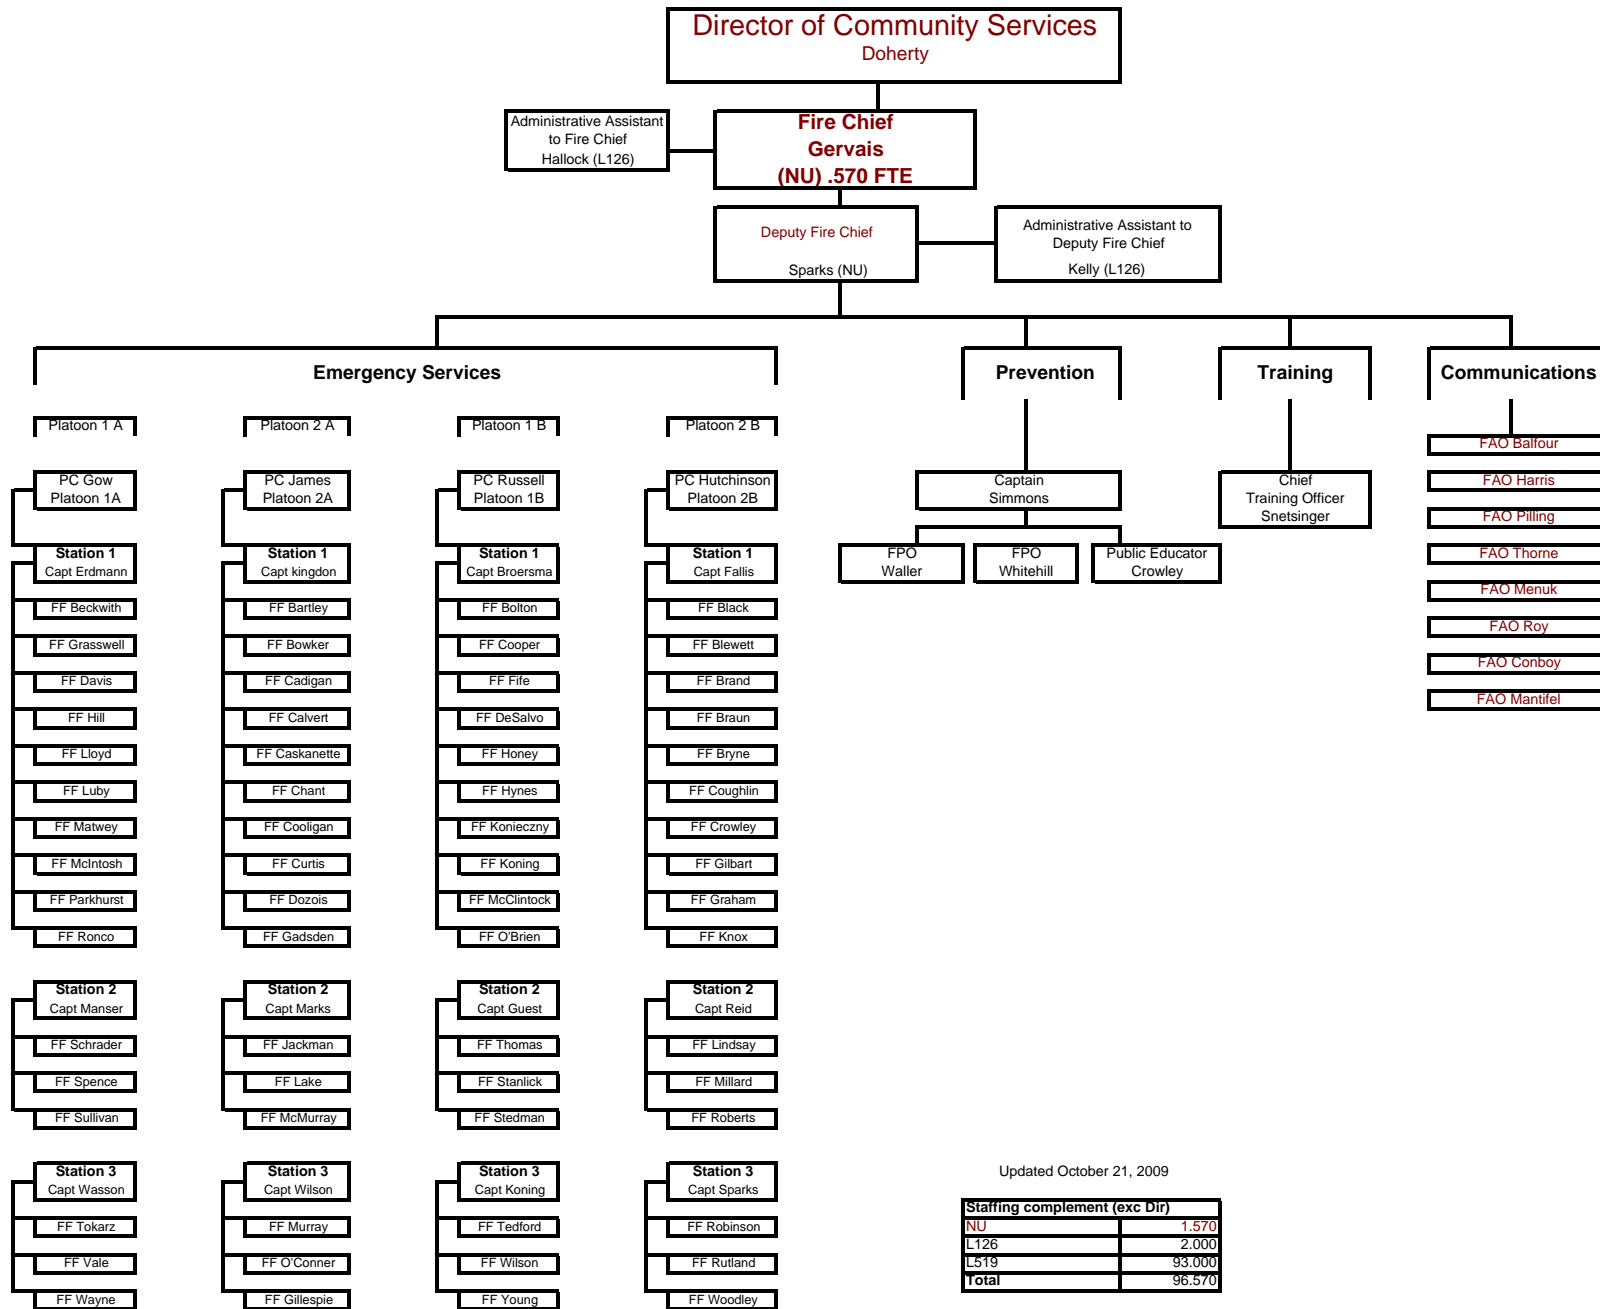 Director of Community Services
Doherty
Administrative Assistant
to Fire Chief
Hallock (L126)
Fire Chief
Gervais
(NU) .570 FTE
Deputy Fire Chief
Sparks (NU)
Administrative Assistant to
Deputy Fire Chief
Kelly (L126)
Emergency Services
Prevention
Training
Communications
Platoon 1 A
Platoon 2 A
Platoon 1 B
Platoon 2 B
PC Gow
Platoon 1A
Station 1
Capt Erdmann
FF Beckwith
FF Grasswell
FF Davis
FF Hill
FF Lloyd
FF Luby
FF Matwey
FF McIntosh
FF Parkhurst
FF Ronco
Station 2
Capt Manser
FF Schrader
FF Spence
FF Sullivan
Station 3
Capt Wasson
FF Tokarz
FF Vale
FF Wayne
PC James
Platoon 2A
Station 1
Capt kingdon
FF Bartley
FF Bowker
FF Cadigan
FF Calvert
FF Caskanette
FF Chant
FF Cooligan
FF Curtis
FF Dozois
FF Gadsden
Station 2
Capt Marks
FF Jackman
FF Lake
FF McMurray
Station 3
Capt Wilson
FF Murray
FF O'Conner
FF Gillespie
PC Russell
Platoon 1B
Station 1
Capt Broersma
FF Bolton
FF Cooper
FF Fife
FF DeSalvo
FF Honey
FF Hynes
FF Konieczny
FF Koning
FF McClintock
FF O'Brien
Station 2
Capt Guest
FF Thomas
FF Stanlick
FF Stedman
Station 3
Capt Koning
FF Tedford
FF Wilson
FF Young
PC Hutchinson
Platoon 2B
Station 1
Capt Fallis
FF Black
FF Blewett
FF Brand
FF Braun
FF Bryne
FF Coughlin
FF Crowley
FF Gilbart
FF Graham
FF Knox
Station 2
Capt Reid
FF Lindsay
FF Millard
FF Roberts
Station 3
Capt Sparks
FF Robinson
FF Rutland
FF Woodley
Captain
Simmons
FPO
Waller
FPO
Whitehill
Public Educator
Crowley
Chief
Training Officer
Snetsinger
FAO Balfour
FAO Harris
FAO Pilling
FAO Thorne
FAO Menuk
FAO Roy
FAO Conboy
FAO Mantifel
Updated October 21, 2009
Staffing complement (exc Dir)
NU 1.570
L126 2.000
L519 93.000
Total 96.570